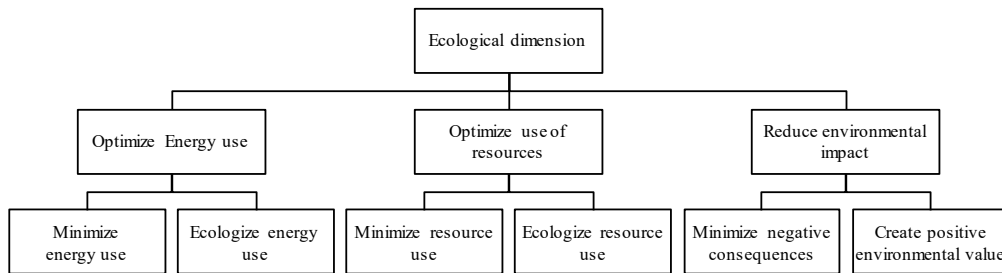 Ecological dimension
Optimize Energy use
Optimize use of
resources
Reduce environmental
impact
Minimize
energy use
Ecologize energy
use
Minimize resource
use
Ecologize resource
use
Minimize negative
consequences
Create positive
environmental value